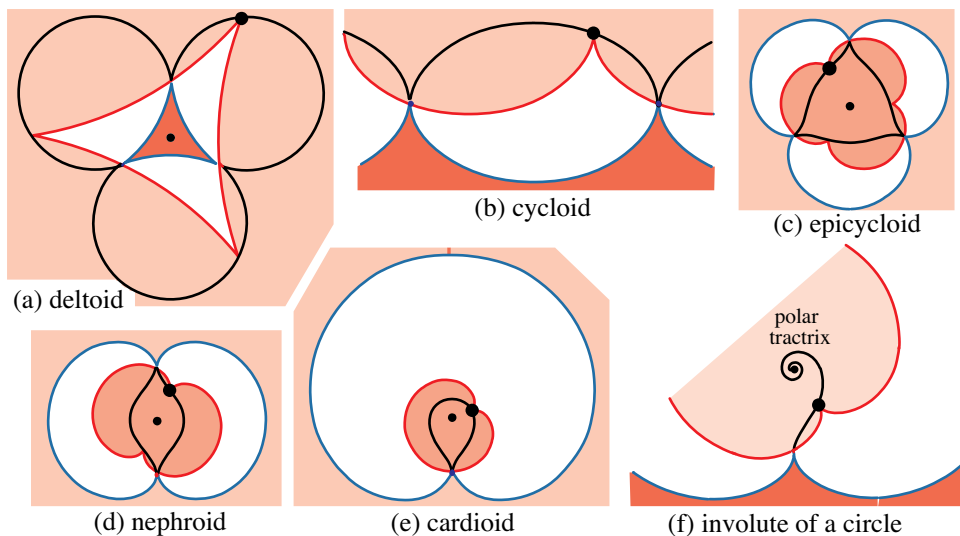 (a) deltoid
(b) cycloid
(c) epicycloid
(d) nephroid
(e) cardioid
polar
tractrix
(f) involute of a circle